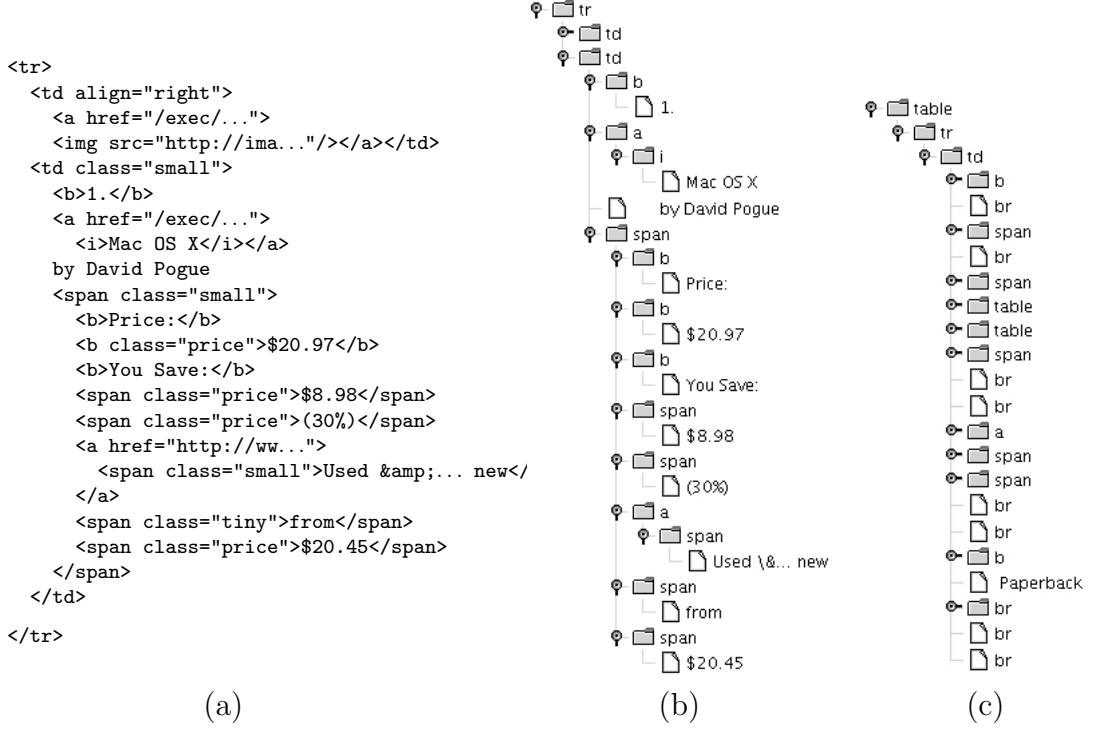 <tr>
<td align="right">
<a href="/exec/...">
<img src="http://ima..."/></a></td>
<td class="small">
<b>1.</b>
<a href="/exec/...">
<i>Mac OS X</i></a>
by David Pogue
<span class="small">
<b>Price:</b>
<b class="price">$20.97</b>
<b>You Save:</b>
<span class="price">$8.98</span>
<span class="price">(30%)</span>
<a href="http://ww...">
<span class="small">Used &amp;... new</
</a>
<span class="tiny">from</span>
<span class="price">$20.45</span>
</span>
</td>
</tr>
(a)
tr
td
td
b
1.
a
i
Mac OS X
by David Pogue
span
b
Price:
b
$20.97
b
You Save:
span
$8.98
span
(30%)
a
span
Used \&... new
span
from
span
$20.45
(b)
table
tr
td
b
br
span
br
span
table
table
span
br
br
a
span
span
br
br
b
Paperback
br
br
br
(c)